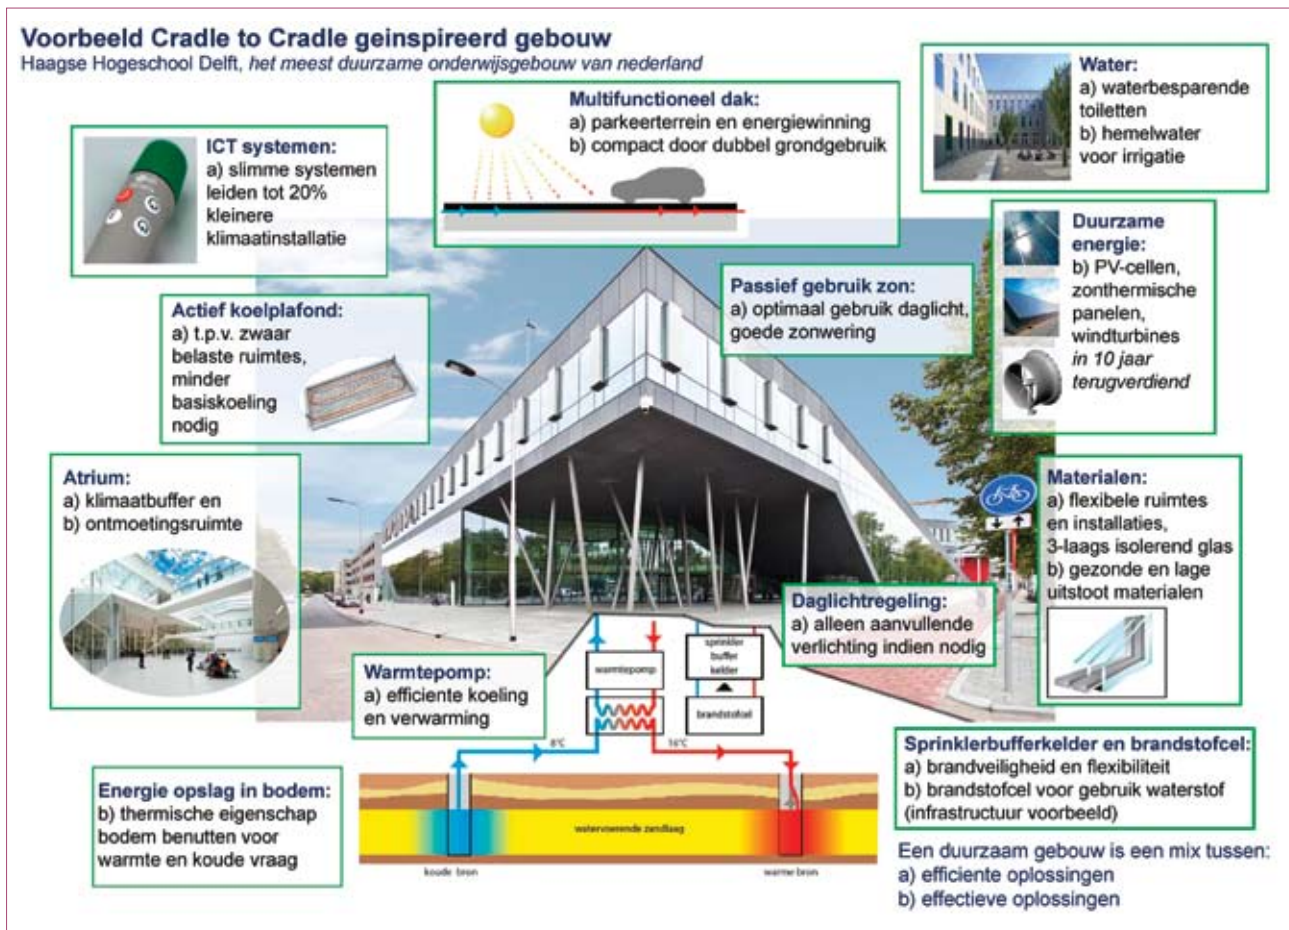 Voorbeeld Cradle to Cradle geinspireerd gebouw
Haagse Hogeschool Delft, het meest duurzame onderwijsgebouw van nederland
Multifunctioneel dak:
a) parkeerterrein en energiewinning
b) compact door dubbel grondgebruik
Water:
a) waterbesparende
toiletten
b) hemelwater
voor irrigatie
ICT systemen:
a) slimme systemen
leiden tot 20%
kleinere
klimaatinstallatie
Duurzame
energie:
b) PV-cellen,
zonthermische
panelen,
windturbines
in 10 jaar
terugverdiend
Passief gebruik zon:
a) optimaal gebruik daglicht,
goede zonwering
Actief koelplafond:
a) t.p.v. zwaar
belaste ruimtes,
minder
basiskoeling
nodig
Atrium:
a) klimaatbuffer en
b) ontmoetingsruimte
Materialen:
a) flexibele ruimtes
en installaties,
3-laags isolerend glas
b) gezonde en lage
uitstoot materialen
Daglichtregeling:
a) alleen aanvullende
verlichting indien nodig
Warmtepomp:
a) efficiente koeling
en verwarming
warmtepomp
sprinkler
buffer
kelder
brandstofcel
8°C
16°C
Energie opslag in bodem:
b) thermische eigenschap
bodem benutten voor
warmte en koude vraag
watervoerende zandlaag
koude bron
warme bron
Sprinklerbufferkelder en brandstofcel:
a) brandveiligheid en flexibiliteit
b) brandstofcel voor gebruik waterstof
(infrastructuur voorbeeld)
Een duurzaam gebouw is een mix tussen:
a) efficiente oplossingen
b) effectieve oplossingen